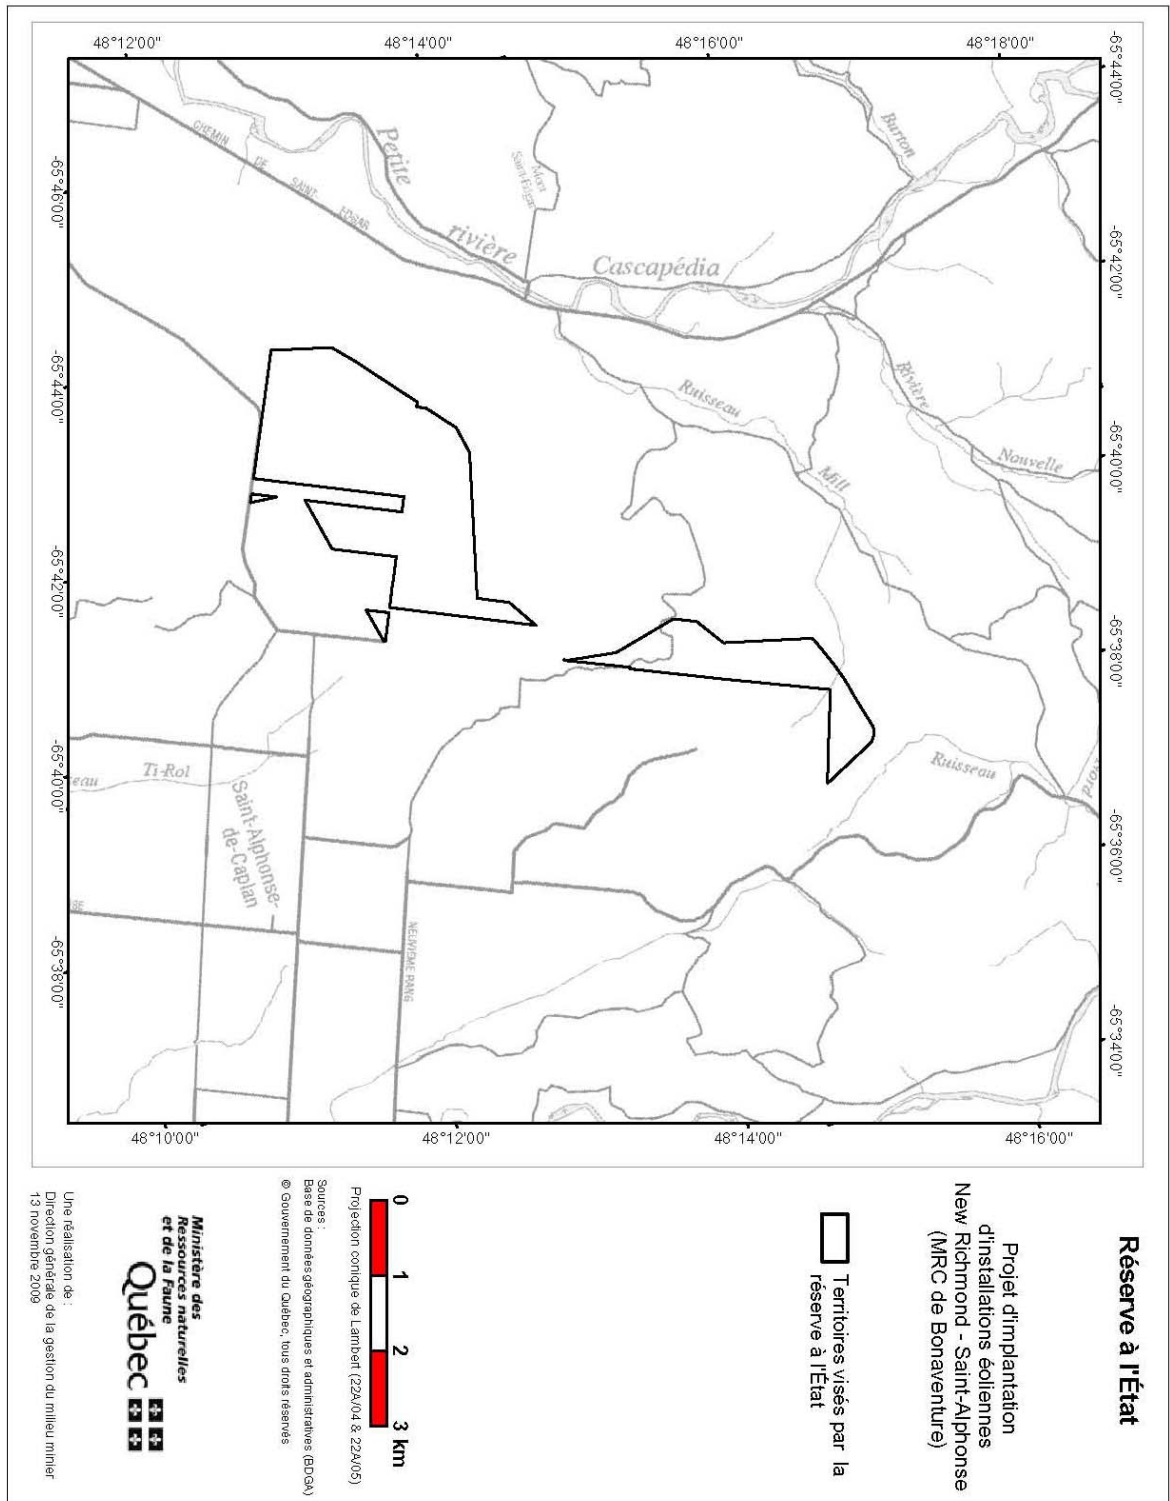 Réserve à l'État
Projet d'implantation
d'installations éoliennes
New Richmond - Saint-Alphonse
(MRC de Bonaventure)
Territoires visés par la
réserve à l'État
0 1 2 3 km
Projection conique de Lambert (22A/04 & 22A/05)
Sources :
Base de données géographiques et administratives (BDGA)
© Gouvernement du Québec, tous droits réservés
Ministère des
Ressources naturelles
et de la Faune
Québec
Une réalisation de :
Direction générale de la gestion du milieu minier
13 novembre 2009
48°12'00" 48°14'00" 48°16'00" 48°18'00"
-65°44'00"
-65°42'00"
-65°40'00"
-65°38'00"
-65°36'00"
-65°34'00"
-65°46'00"
-65°44'00"
-65°42'00"
-65°40'00"
-65°38'00"
48°10'00" 48°12'00" 48°14'00" 48°16'00"
CHEMIN
DE
SAINT
EDGAR
Petite
rivière
Cascapédia
Mont
Saint-Edgar
Burton
Rivière
Nouvelle
Ruisseau
Mill
Ruisseau
Ti-Rol
Saint-Alphonse-
de-Caplan
NEUVIEME RANG